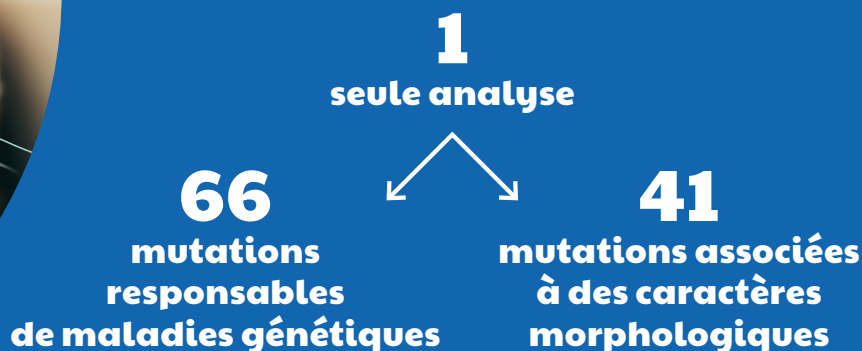 1
seule analyse
66
mutations
responsables
de maladies génétiques
41
mutations associées
à des caractères
morphologiques